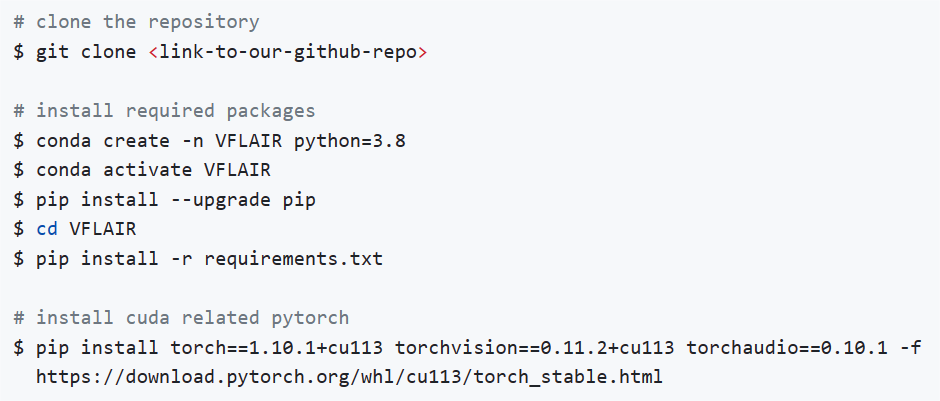 # clone the repository
$ git clone <link-to-our-github-repo>
# install required packages
$ conda create -n VFLAIR python=3.8
$ conda activate VFLAIR
$ pip install --upgrade pip
$ cd VFLAIR
$ pip install -r requirements.txt
# install cuda related pytorch
$ pip install torch==1.10.1+cu113 torchvision==0.11.2+cu113 torchaudio==0.10.1 -f
https://download.pytorch.org/whl/cu113/torch_stable.html